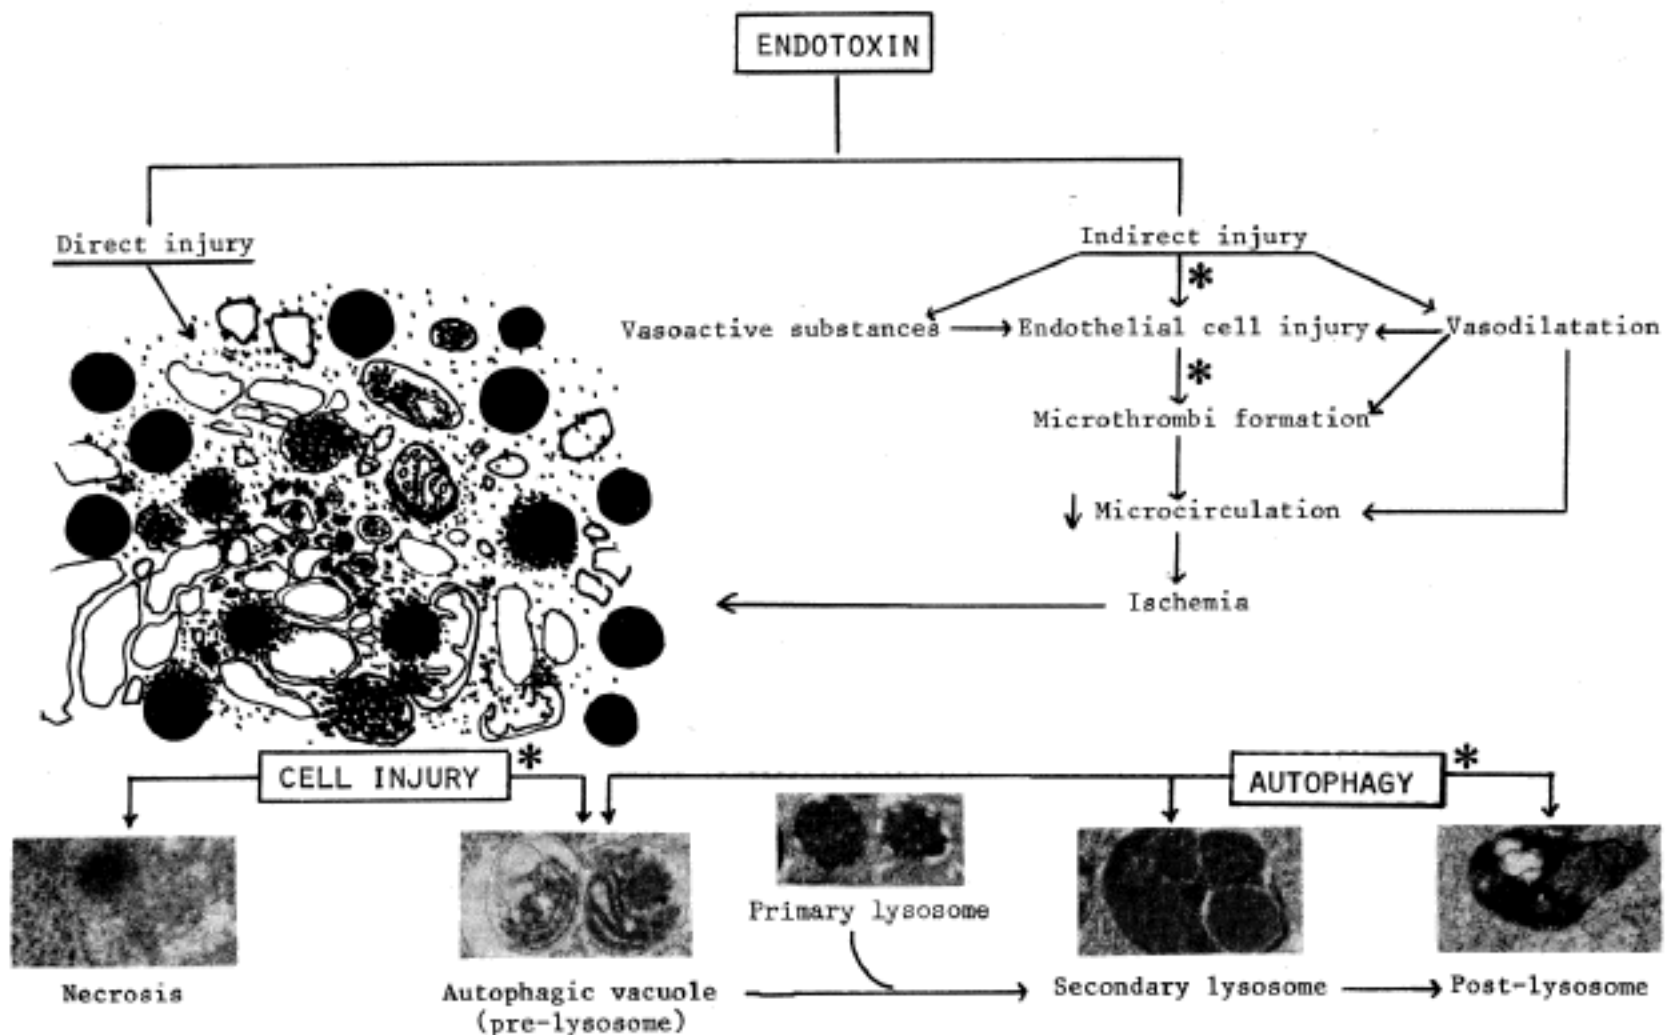 ENDOTOXIN
Direct injury
Indirect injury
*
Vasoactive substances
Endothelial cell injury
Vasodilatation
*
Microthrombi formation
↓ Microcirculation
Ischemia
CELL INJURY *
AUTOPHAGY *
Primary lysosome
Necrosis
Autophagic vacuole
(pre-lysosome)
Secondary lysosome
Post-lysosome